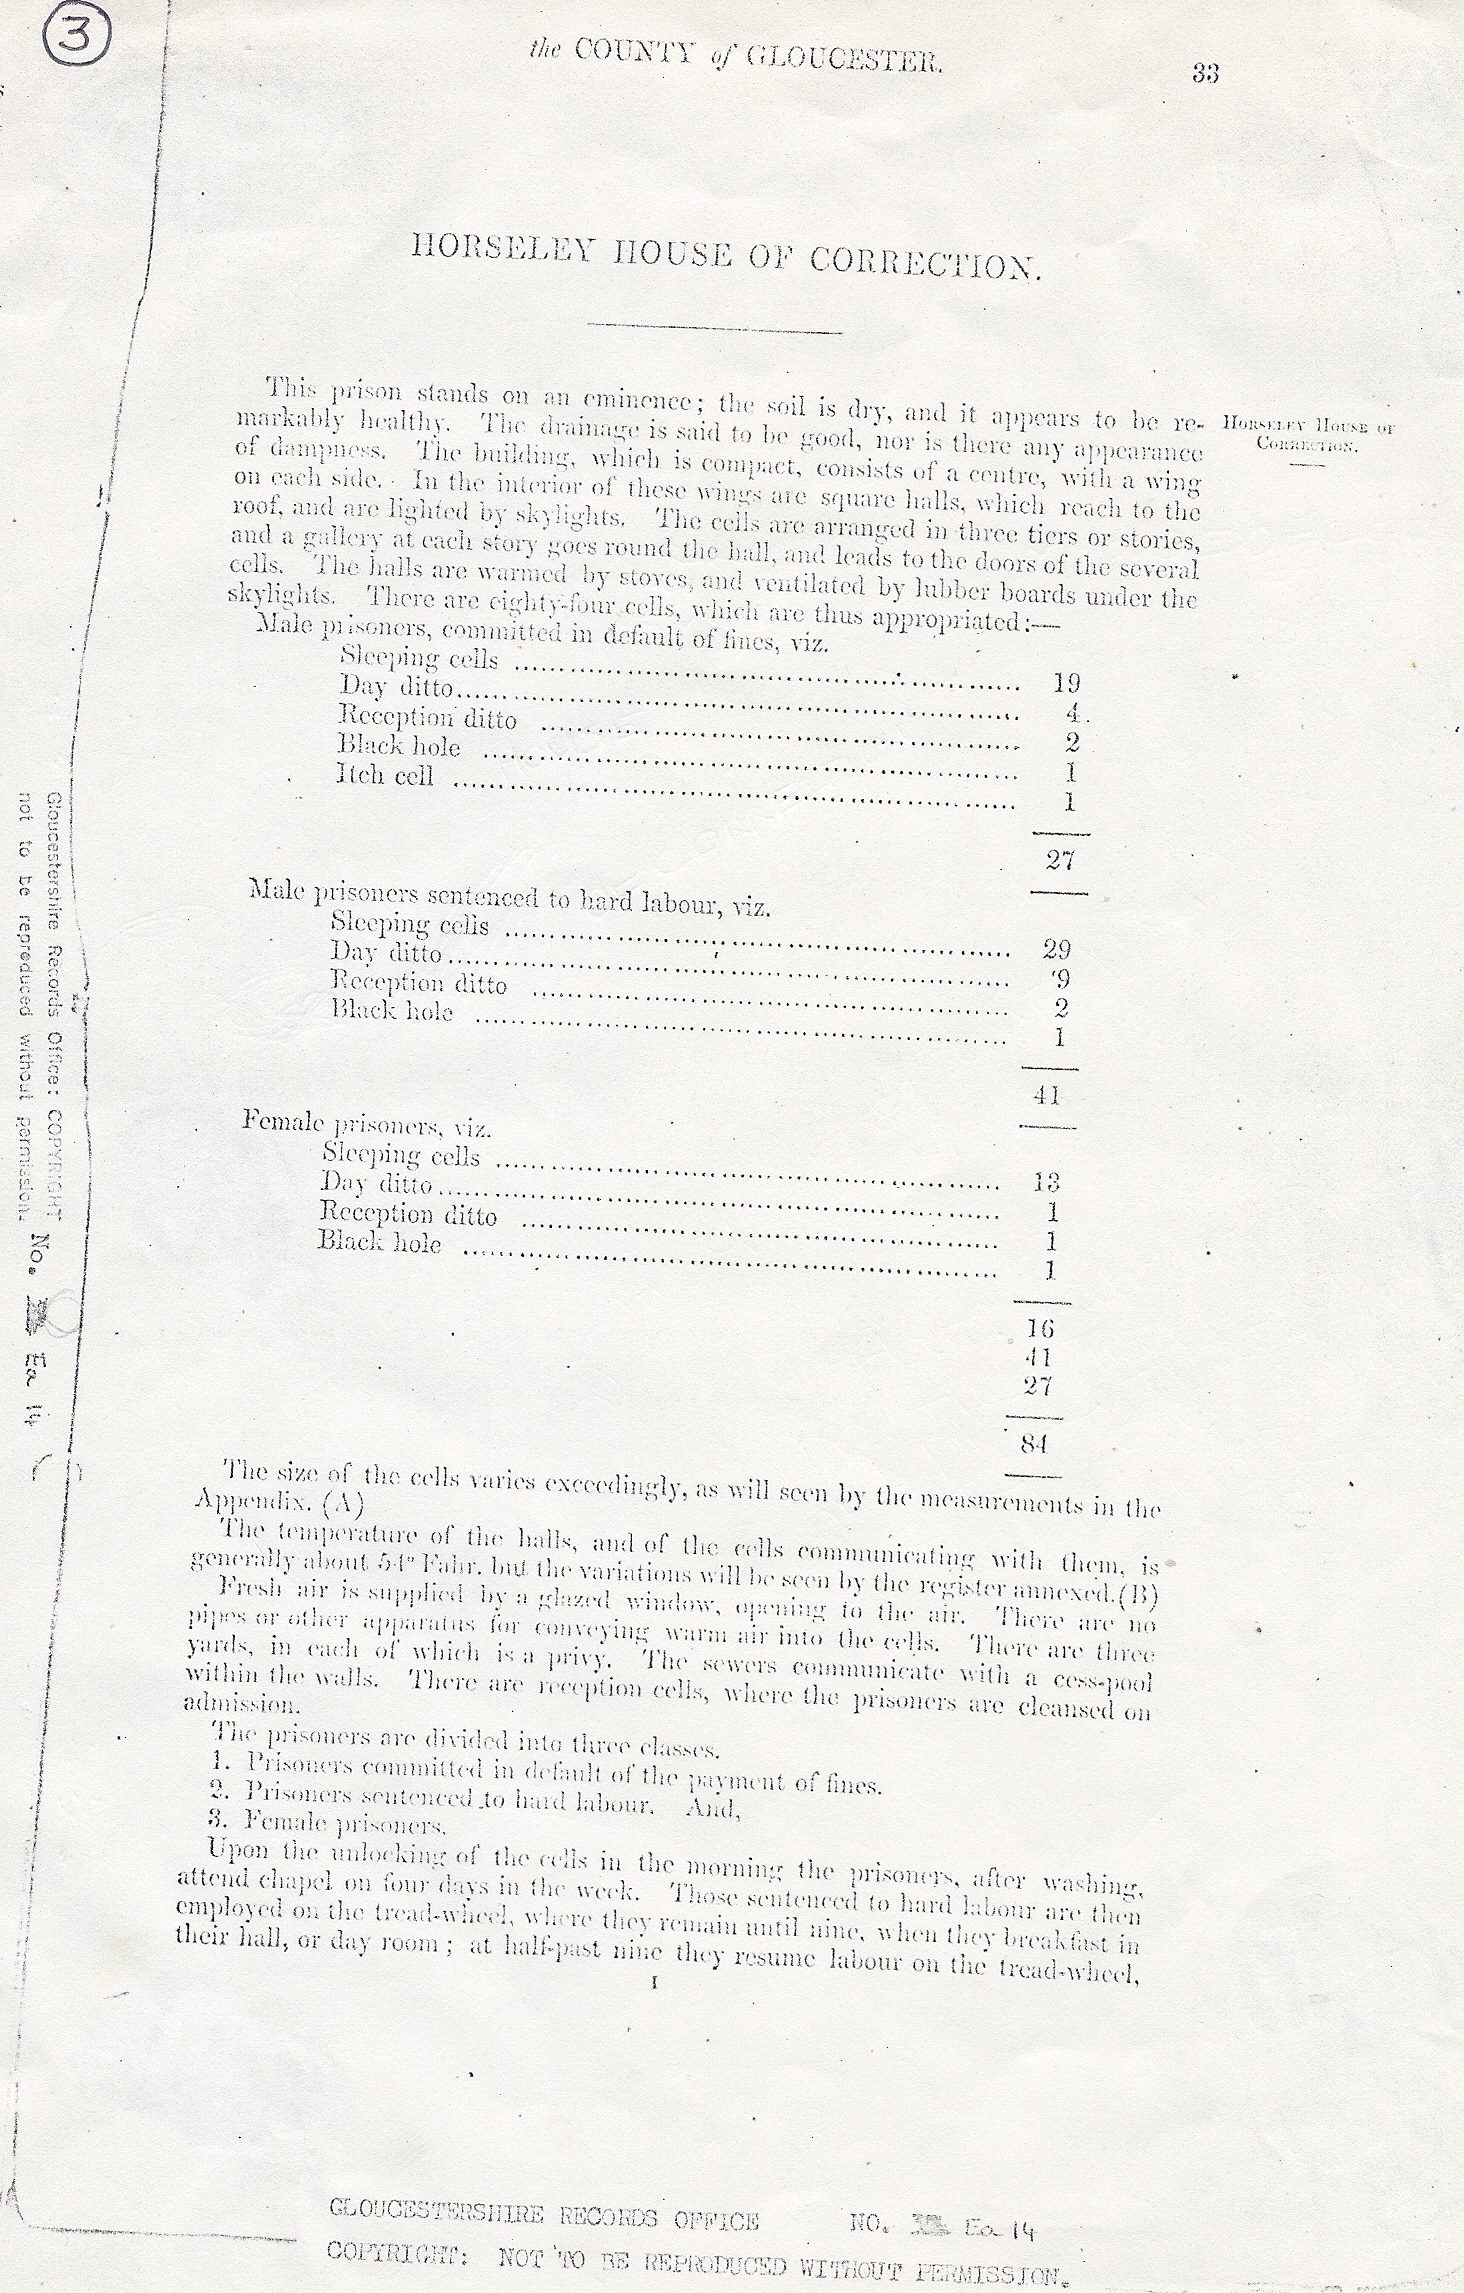 3
the COUNTY of GLOUCESTER.
33
HORSELEY HOUSE OF CORRECTION.
HORSELEY HOUSE OF
CORRECTION.
This prison stands on an eminence; the soil is dry, and it appears to be re-
markably healthy. The drainage is said to be good, nor is there any appearance
of dampness. The building, which is compact, consists of a centre, with a wing
on each side. In the interior of these wings are square halls, which reach to the
roof, and are lighted by skylights. The cells are arranged in three tiers or stories,
and a gallery at each story goes round the hall, and leads to the doors of the several
cells. The halls are warmed by stoves, and ventilated by lubber boards under the
skylights. There are eighty-four cells, which are thus appropriated:—
Male prisoners, committed in default of fines, viz.
Sleeping cells ........ 19
Day ditto ........ 4
Reception ditto ........ 2
Black hole ........ 1
Itch cell ........ 1
27
Male prisoners sentenced to hard labour, viz.
Sleeping cells ........ 29
Day ditto ........ 9
Reception ditto ........ 2
Black hole ........ 1
41
Female prisoners, viz.
Sleeping cells ........ 13
Day ditto ........ 1
Reception ditto ........ 1
Black hole ........ 1
16
41
27
84
The size of the cells varies exceedingly, as will seen by the measurements in the
Appendix. (A)
The temperature of the halls, and of the cells communicating with them, is
generally about 54° Fahr. but the variations will be seen by the register annexed.(B)
Fresh air is supplied by a glazed window, opening to the air. There are no
pipes or other apparatus for conveying warm air into the cells. There are three
yards, in each of which is a privy. The sewers communicate with a cess-pool
within the walls. There are reception cells, where the prisoners are cleansed on
admission.
The prisoners are divided into three classes.
1. Prisoners committed in default of the payment of fines.
2. Prisoners sentenced to hard labour. And,
3. Female prisoners.
Upon the unlocking of the cells in the morning the prisoners, after washing,
attend chapel on four days in the week. Those sentenced to hard labour are then
employed on the tread-wheel, where they remain until nine, when they breakfast in
their hall, or day room; at half-past nine they resume labour on the tread-wheel,
I
Gloucestershire Records Office: COPYRIGHT
not to be reproduced without permission. No. Ea 14
GLOUCESTERSHIRE RECORDS OFFICE NO. Ea 14
COPYRIGHT: NOT TO BE REPRODUCED WITHOUT PERMISSION.